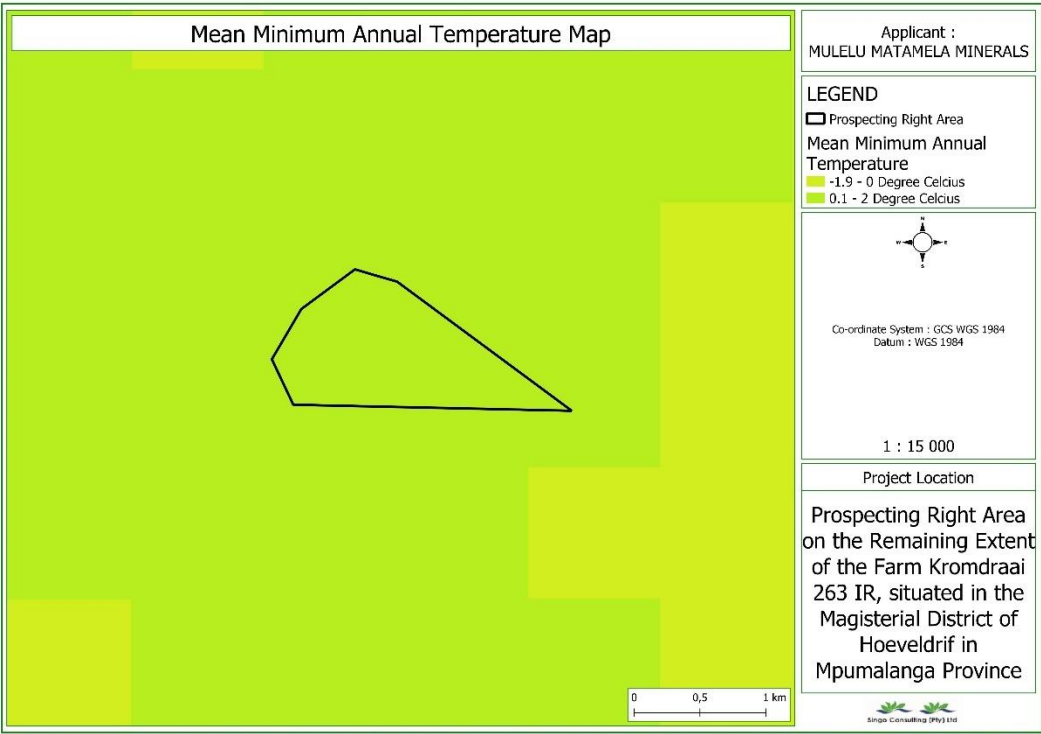 Mean Minimum Annual Temperature Map
Applicant :
MULELU MATAMELA MINERALS
LEGEND
Prospecting Right Area
Mean Minimum Annual
Temperature
-1.9 - 0 Degree Celcius
0.1 - 2 Degree Celcius
N
W E
S
Co-ordinate System : GCS WGS 1984
Datum : WGS 1984
1 : 15 000
Project Location
Prospecting Right Area
on the Remaining Extent
of the Farm Kromdraai
263 IR, situated in the
Magisterial District of
Hoeveldrif in
Mpumalanga Province
0 0,5 1 km
Singo Consulting (Pty) Ltd